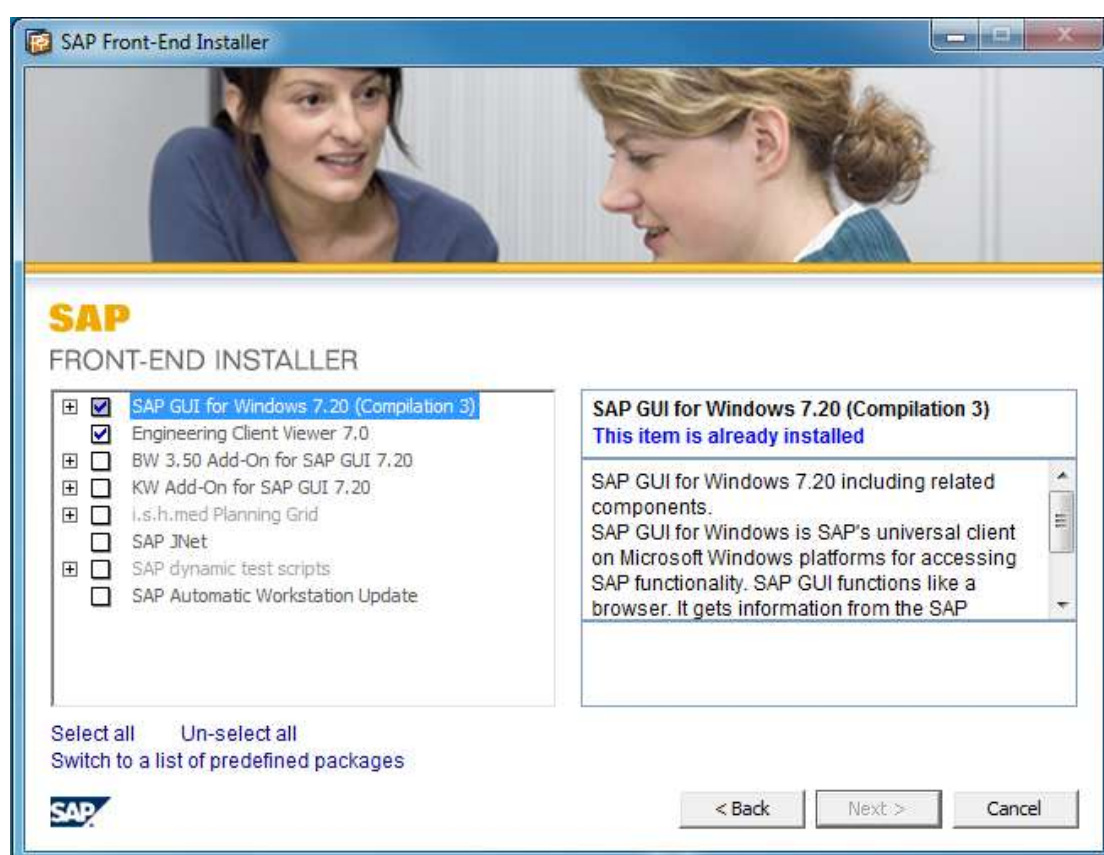 SAP Front-End Installer
SAP
FRONT-END INSTALLER
SAP GUI for Windows 7.20 (Compilation 3)
Engineering Client Viewer 7.0
BW 3.50 Add-On for SAP GUI 7.20
KW Add-On for SAP GUI 7.20
i.s.h.med Planning Grid
SAP JNet
SAP dynamic test scripts
SAP Automatic Workstation Update
SAP GUI for Windows 7.20 (Compilation 3)
This item is already installed
SAP GUI for Windows 7.20 including related
components.
SAP GUI for Windows is SAP's universal client
on Microsoft Windows platforms for accessing
SAP functionality. SAP GUI functions like a
browser. It gets information from the SAP
Select all Un-select all
Switch to a list of predefined packages
SAP
< Back Next > Cancel